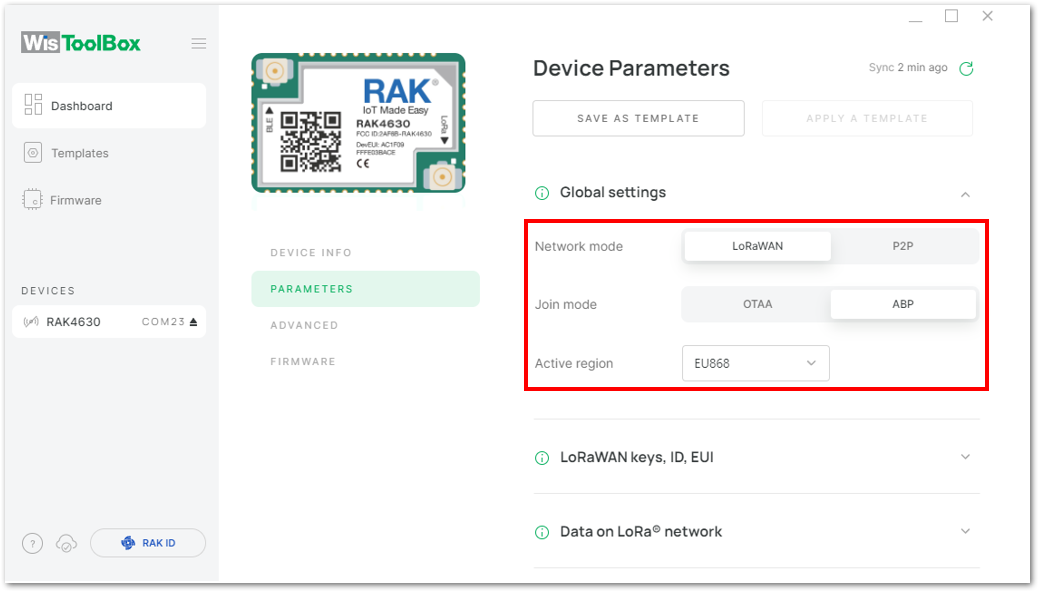 WisToolBox
Dashboard
Templates
Firmware
DEVICES
RAK4630 COM23
?
RAK ID
RAK®
IoT Made Easy
RAK4630
FCC ID:2AF6B-RAK4630
DevEUI: AC1F09
FFFE03BACE
CE
BLE
LoRa
DEVICE INFO
PARAMETERS
ADVANCED
FIRMWARE
Device Parameters
Sync 2 min ago
SAVE AS TEMPLATE
APPLY A TEMPLATE
Global settings
Network mode LoRaWAN P2P
Join mode OTAA ABP
Active region EU868
LoRaWAN keys, ID, EUI
Data on LoRa® network